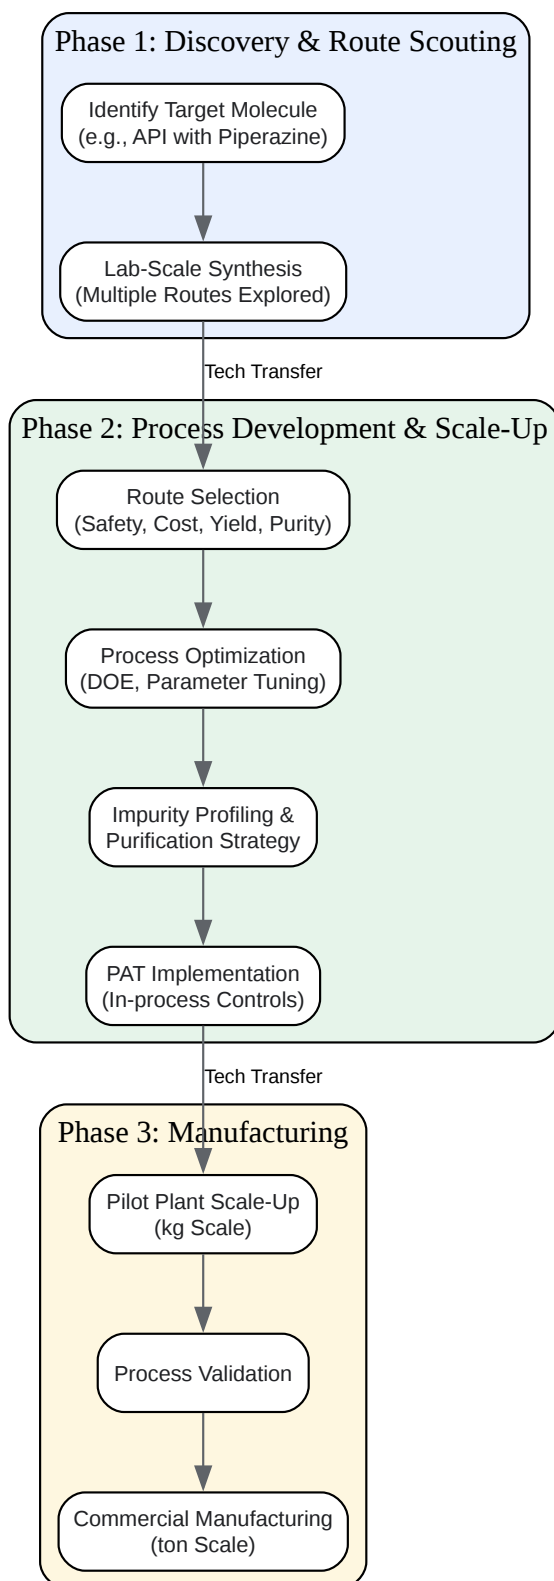 Phase 1: Discovery & Route Scouting
Identify Target Molecule
(e.g., API with Piperazine)
Lab-Scale Synthesis
(Multiple Routes Explored)
Tech Transfer
Phase 2: Process Development & Scale-Up
Route Selection
(Safety, Cost, Yield, Purity)
Process Optimization
(DOE, Parameter Tuning)
Impurity Profiling &
Purification Strategy
PAT Implementation
(In-process Controls)
Tech Transfer
Phase 3: Manufacturing
Pilot Plant Scale-Up
(kg Scale)
Process Validation
Commercial Manufacturing
(ton Scale)